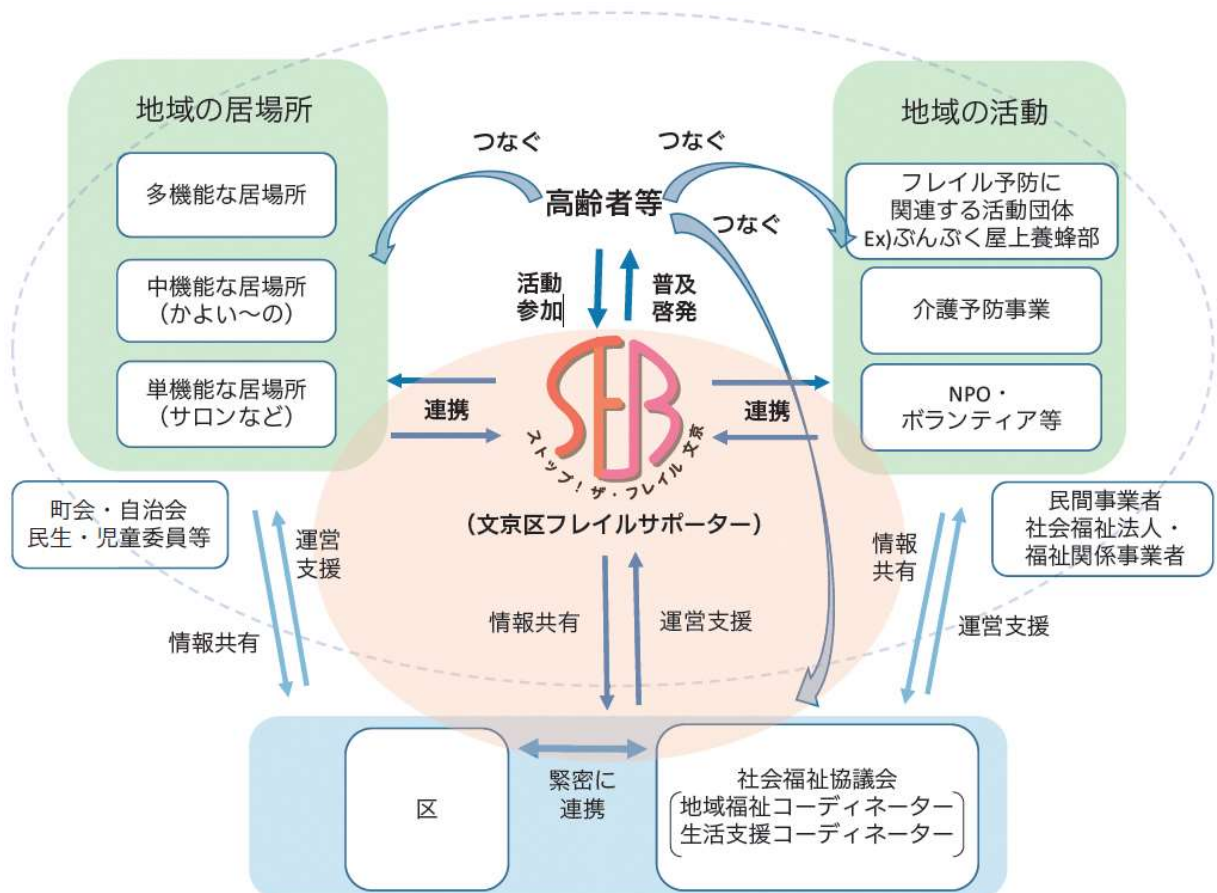 地域の居場所
多機能な居場所
中機能な居場所
（かよい〜の）
単機能な居場所
（サロンなど）
つなぐ
高齢者等
つなぐ
つなぐ
活動
参加
普及
啓発
地域の活動
フレイル予防に
関連する活動団体
Ex)ぶんぶく屋上養蜂部
介護予防事業
NPO・
ボランティア等
連携
SFB
ストップ！ザ・フレイル 文京
（文京区フレイルサポーター）
連携
町会・自治会
民生・児童委員等
運営
支援
情報共有
情報共有
運営支援
情報
共有
運営支援
民間事業者
社会福祉法人・
福祉関係事業者
区
緊密に
連携
社会福祉協議会
地域福祉コーディネーター
生活支援コーディネーター